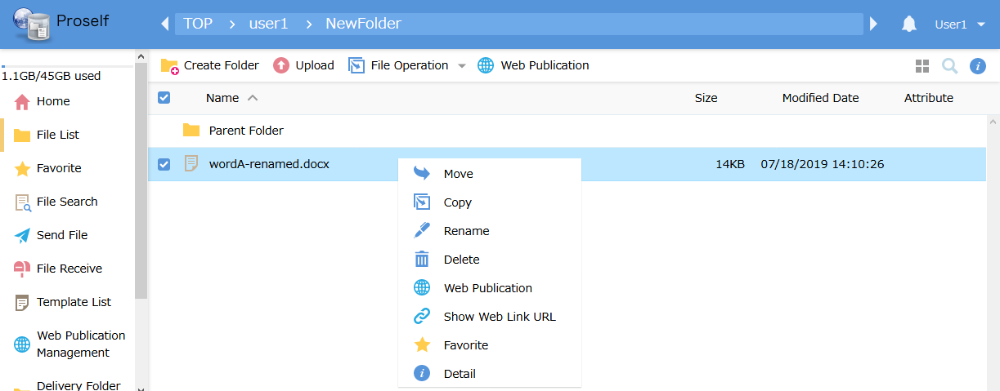 Proself
TOP > user1 > NewFolder
User1
1.1GB/45GB used
Home
File List
Favorite
File Search
Send File
File Receive
Template List
Web Publication
Management
Delivery Folder
Create Folder Upload File Operation Web Publication
Name Size Modified Date Attribute
Parent Folder
wordA-renamed.docx 14KB 07/18/2019 14:10:26
Move
Copy
Rename
Delete
Web Publication
Show Web Link URL
Favorite
Detail